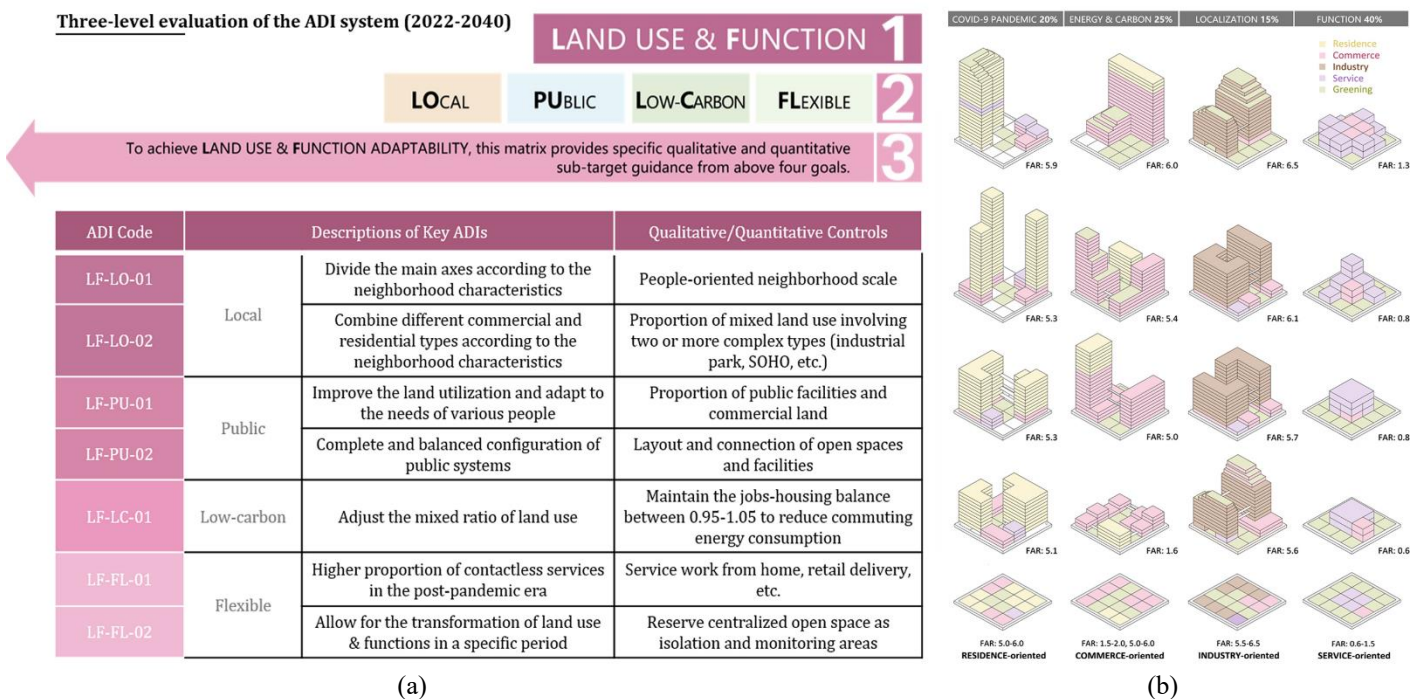 Three-level evaluation of the ADI system (2022-2040)
LAND USE & FUNCTION 1
LOCAL PUBLIC LOW-CARBON FLEXIBLE 2
To achieve LAND USE & FUNCTION ADAPTABILITY, this matrix provides specific qualitative and quantitative
sub-target guidance from above four goals.
3
ADI Code Descriptions of Key ADIs Qualitative/Quantitative Controls
LF-LO-01
Local
Divide the main axes according to the
neighborhood characteristics
People-oriented neighborhood scale
LF-LO-02
Combine different commercial and
residential types according to the
neighborhood characteristics
Proportion of mixed land use involving
two or more complex types (industrial
park, SOHO, etc.)
LF-PU-01
Public
Improve the land utilization and adapt to
the needs of various people
Proportion of public facilities and
commercial land
LF-PU-02
Complete and balanced configuration of
public systems
Layout and connection of open spaces
and facilities
LF-LC-01
Low-carbon
Adjust the mixed ratio of land use
Maintain the jobs-housing balance
between 0.95-1.05 to reduce commuting
energy consumption
LF-FL-01
Flexible
Higher proportion of contactless services
in the post-pandemic era
Service work from home, retail delivery,
etc.
LF-FL-02
Allow for the transformation of land use
& functions in a specific period
Reserve centralized open space as
isolation and monitoring areas
(a)
COVID-9 PANDEMIC 20% ENERGY & CARBON 25% LOCALIZATION 15% FUNCTION 40%
Residence
Commerce
Industry
Service
Greening
FAR: 5.9 FAR: 6.0 FAR: 6.5 FAR: 1.3
FAR: 5.3 FAR: 5.4 FAR: 6.1 FAR: 0.8
FAR: 5.3 FAR: 5.0 FAR: 5.7 FAR: 0.8
FAR: 5.1 FAR: 1.6 FAR: 5.6 FAR: 0.6
FAR: 5.0-6.0 FAR: 1.5-2.0, 5.0-6.0 FAR: 5.5-6.5 FAR: 0.6-1.5
RESIDENCE-oriented COMMERCE-oriented INDUSTRY-oriented SERVICE-oriented
(b)